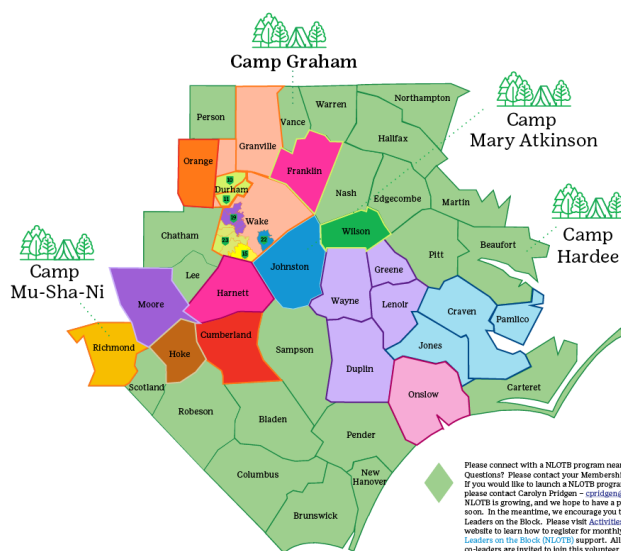 Camp Graham
Camp
Mary Atkinson
Camp
Hardee
Camp
Mu-Sha-Ni
Person
Granville
Vance
Warren
Northampton
Halifax
Orange
Franklin
Durham
Nash
Edgecombe
Martin
Wake
Wilson
Chatham
Pitt
Beaufort
Lee
Johnston
Greene
Moore
Harnett
Wayne
Lenoir
Craven
Pamlico
Richmond
Hoke
Cumberland
Sampson
Duplin
Jones
Scotland
Onslow
Carteret
Robeson
Bladen
Pender
Columbus
New
Hanover
Brunswick
Please connect with a NLOTB program near
Questions? Please contact your Membershi
If you would like to launch a NLOTB progra
please contact Carolyn Pridgen – cpridgen@
NLOTB is growing, and we hope to have a p
soon. In the meantime, we encourage you t
Leaders on the Block. Please visit Activities
website to learn how to register for monthly
Leaders on the Block (NLOTB) support. All
co-leaders are invited to join this volunteer